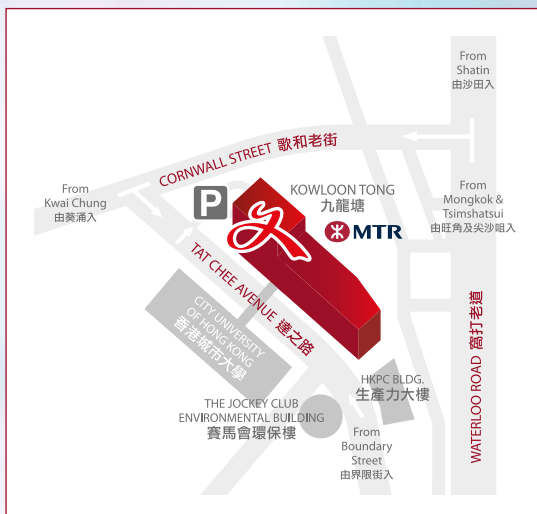 From
Shatin
由沙田入
CORNWALL STREET 歌和老街
From
Kwai Chung
由葵涌入
P
KOWLOON TONG
九龍塘
MTR
From
Mongkok &
Tsimshatsui
由旺角及尖沙咀入
TAT CHEE AVENUE 達之路
CITY UNIVERSITY
OF HONG KONG
香港城市大學
WATERLOO ROAD 窩打老道
HKPC BLDG.
生產力大樓
THE JOCKEY CLUB
ENVIRONMENTAL BUILDING
賽馬會環保樓
From
Boundary
Street
由界限街入